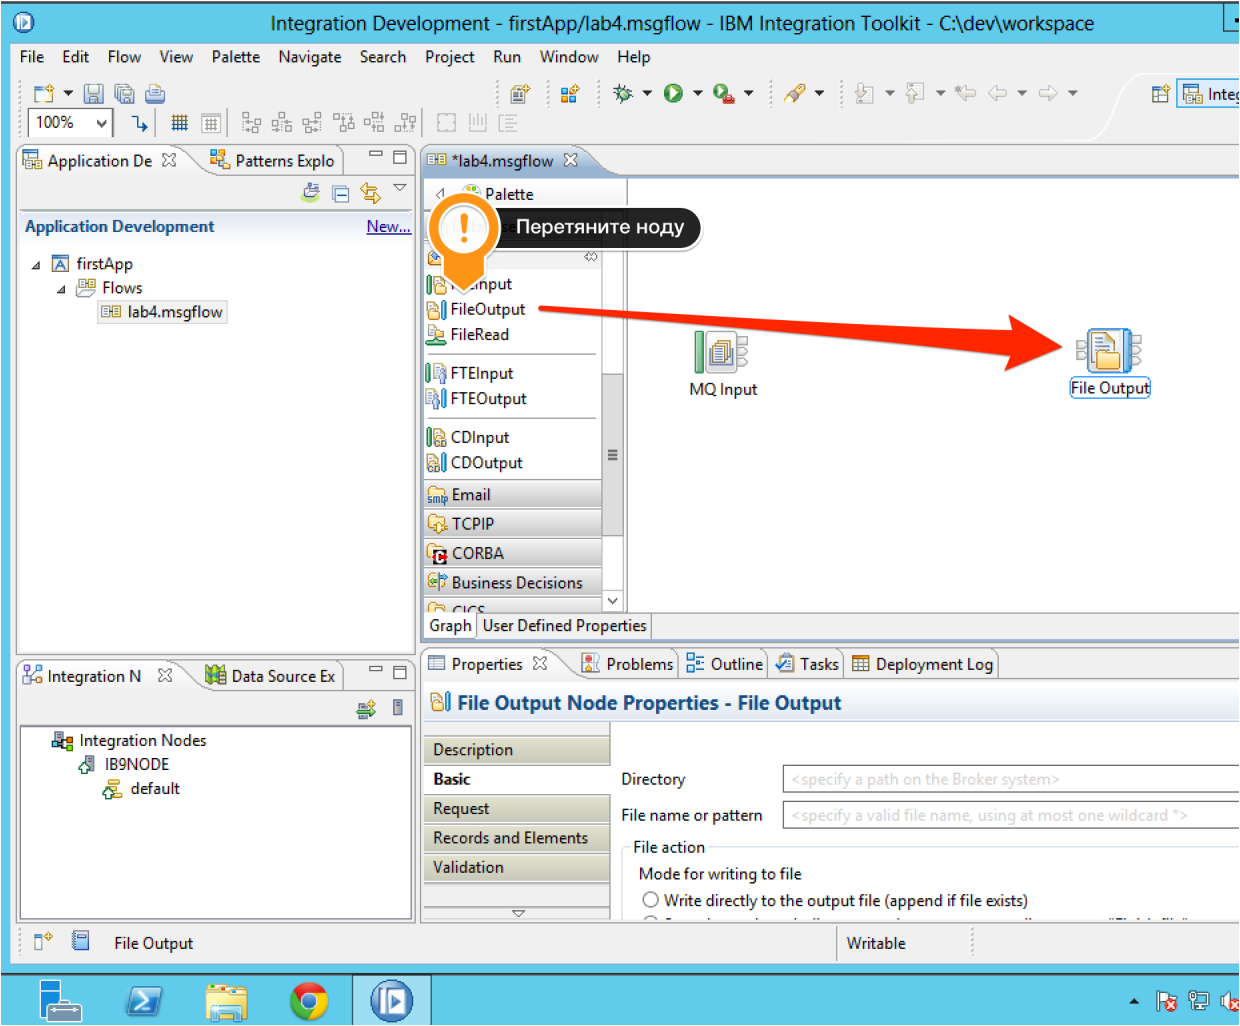 Integration Development - firstApp/lab4.msgflow - IBM Integration Toolkit - C:\dev\workspace
File Edit Flow View Palette Navigate Search Project Run Window Help
Integ
100%
Application De
Patterns Explo
*lab4.msgflow
Palette
Application Development
New...
Перетяните ноду
firstApp
Flows
lab4.msgflow
FileOutput
FileRead
FTEInput
FTEOutput
CDInput
CDOutput
Email
TCPIP
CORBA
Business Decisions
CICS
MQ Input
File Output
Graph
User Defined Properties
Integration N
Data Source Ex
Integration Nodes
IB9NODE
default
Properties
Problems
Outline
Tasks
Deployment Log
File Output Node Properties - File Output
Description
Basic
Request
Records and Elements
Validation
Directory
<specify a path on the Broker system>
File name or pattern
<specify a valid file name, using at most one wildcard *>
File action
Mode for writing to file
Write directly to the output file (append if file exists)
File Output
Writable